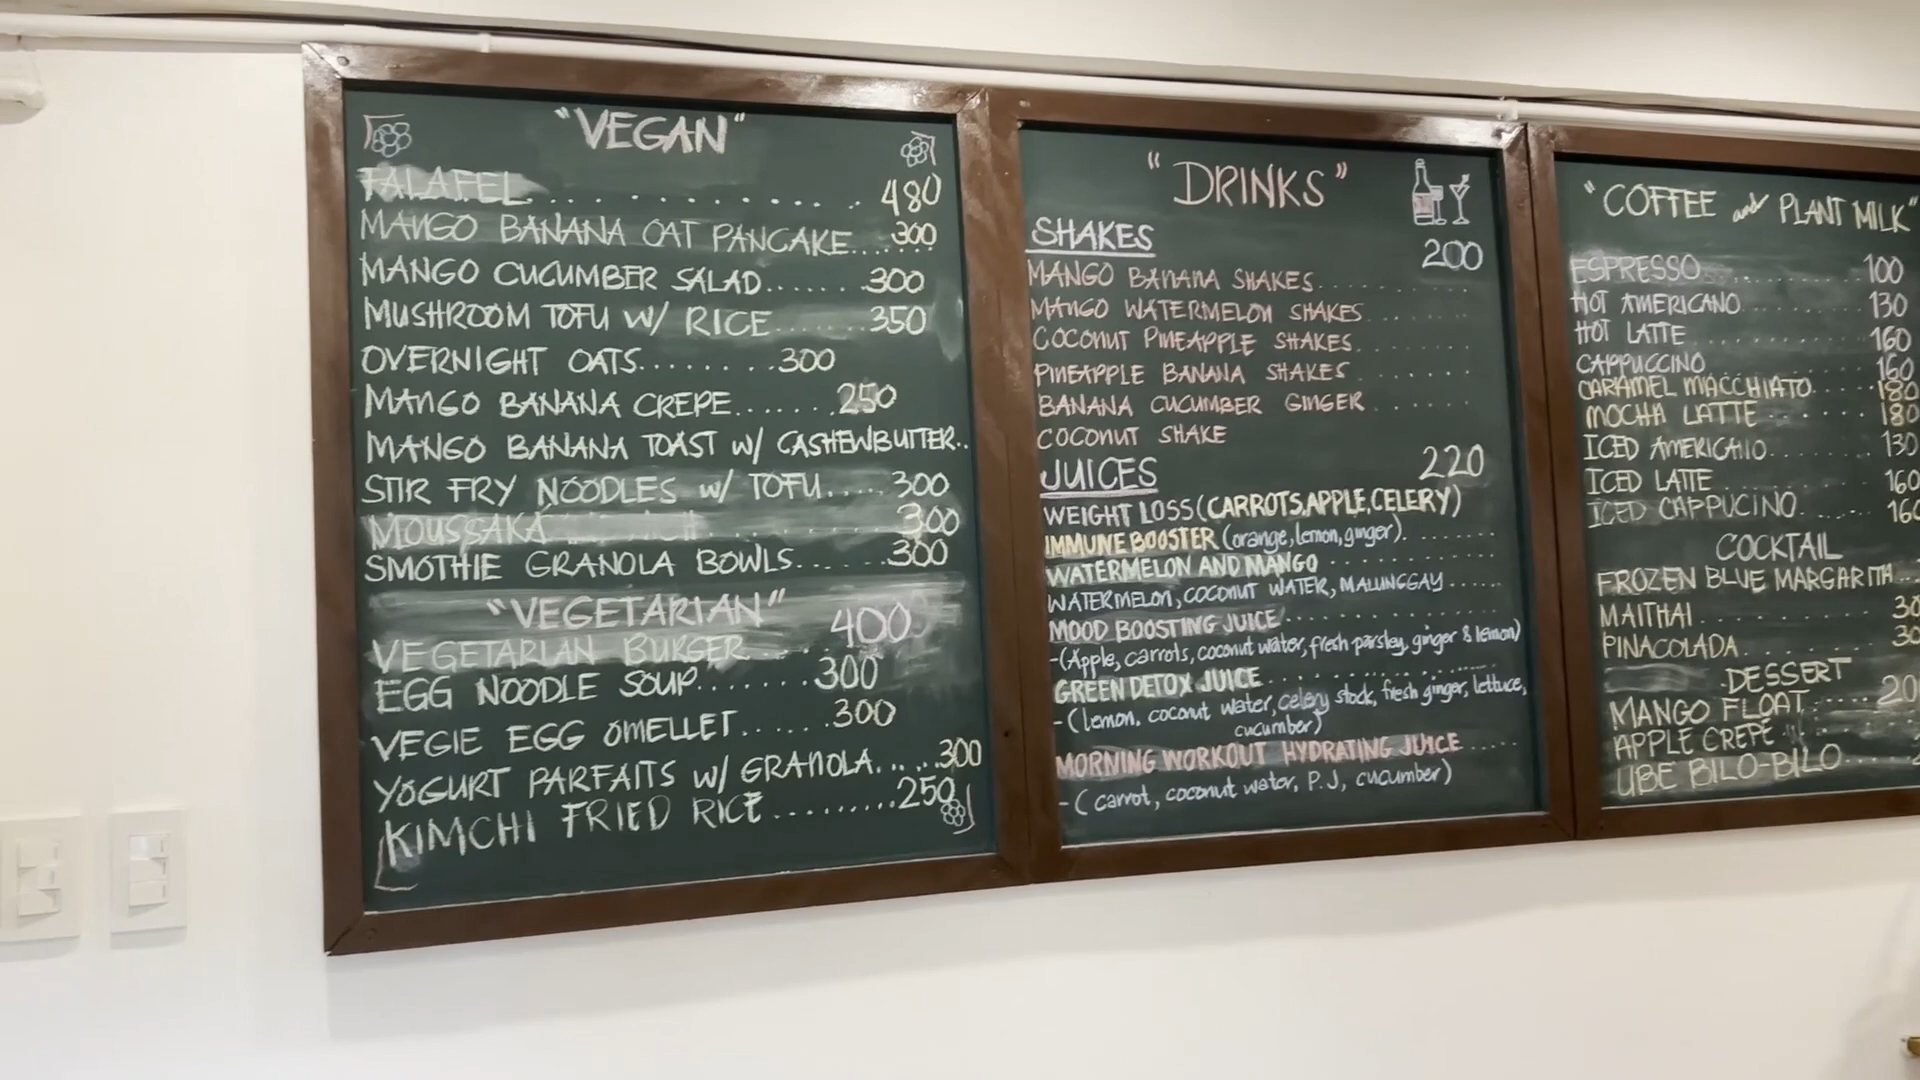 "VEGAN"
FALAFEL. . . . . . . . . . . . . . 480
MANGO BANANA OAT PANCAKE...... 300
MANGO CUCUMBER SALAD....... 300
MUSHROOM TOFU W/ RICE....... 350
OVERNIGHT OATS........ 300
MANGO BANANA CREPE....... 250
MANGO BANANA TOAST W/ CASHEWBUTTER..
STIR FRY NOODLES W/ TOFU..... 300
MOUSSAKA ....... 300
SMOTHIE GRANOLA BOWLS...... 300
"VEGETARIAN"
VEGETARIAN BURGER.... 400
EGG NOODLE SOUP....... 300
VEGIE EGG OMELLET...... 300
YOGURT PARFAITS W/ GRANOLA..... 300
KIMCHI FRIED RICE......... 250
"DRINKS"
SHAKES 200
MANGO BANANA SHAKES.......
MANGO WATERMELON SHAKES......
COCONUT PINEAPPLE SHAKES.......
PINEAPPLE BANANA SHAKES......
BANANA CUCUMBER GINGER......
COCONUT SHAKE
JUICES 220
WEIGHT LOSS (CARROTS,APPLE,CELERY)
IMMUNE BOOSTER (orange,lemon,ginger).......
WATERMELON AND MANGO..........
WATERMELON, COCONUT WATER, MALUNGGAY.....
MOOD BOOSTING JUICE............
-(Apple, carrots, coconut water, fresh parsley, ginger & lemon)
GREEN DETOX JUICE............
-(lemon, coconut water, celery stock, fresh ginger, lettuce,
cucumber)
MORNING WORKOUT HYDRATING JUICE.....
-(carrot, coconut water, P.J, cucumber)
"COFFEE and PLANT MILK"
ESPRESSO......... 100
HOT AMERICANO......... 130
HOT LATTE ............ 160
CAPPUCCINO.......... 160
CARAMEL MACCHIATO.... 180
MOCHA LATTE ........ 180
ICED AMERICANO........ 130
ICED LATTE ........... 160
ICED CAPPUCINO.......
COCKTAIL
FROZEN BLUE MARGARITA...
MAITHAI ..........
PINACOLADA..........
DESSERT
MANGO FLOAT.....
APPLE CREPE
UBE BILO-BILO....